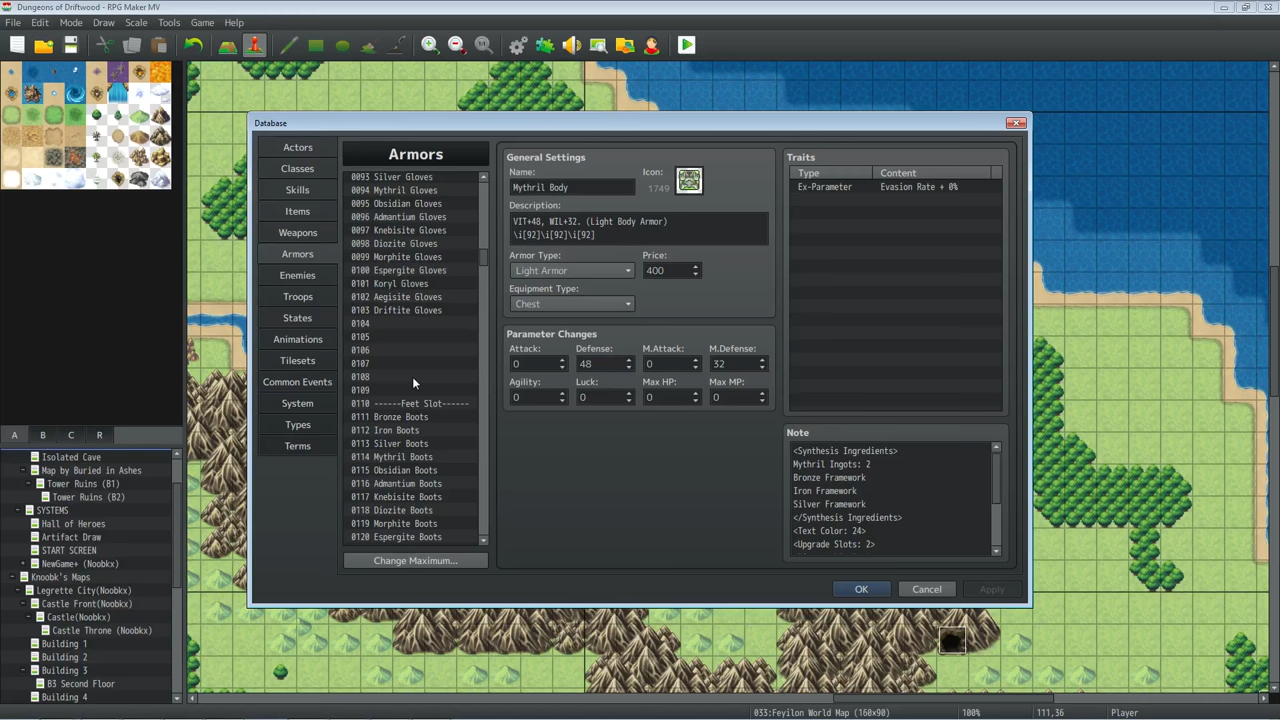 Dungeons of Driftwood - RPG Maker MV
File Edit Mode Draw Scale Tools Game Help
Database
Actors
Classes
Skills
Items
Weapons
Armors
Enemies
Troops
States
Animations
Tilesets
Common Events
System
Types
Terms
Armors
0093 Silver Gloves
0094 Mythril Gloves
0095 Obsidian Gloves
0096 Admantium Gloves
0097 Knebisite Gloves
0098 Diozite Gloves
0099 Morphite Gloves
0100 Espergite Gloves
0101 Koryl Gloves
0102 Aegisite Gloves
0103 Driftite Gloves
0104
0105
0106
0107
0108
0109
0110 ------Feet Slot------
0111 Bronze Boots
0112 Iron Boots
0113 Silver Boots
0114 Mythril Boots
0115 Obsidian Boots
0116 Admantium Boots
0117 Knebisite Boots
0118 Diozite Boots
0119 Morphite Boots
0120 Espergite Boots
Change Maximum...
General Settings
Name: Icon:
Mythril Body 1749
Description:
VIT+48, WIL+32. (Light Body Armor)
\i[92]\i[92]\i[92]
Armor Type: Price:
Light Armor 400
Equipment Type:
Chest
Parameter Changes
Attack: Defense: M.Attack: M.Defense:
0 48 0 32
Agility: Luck: Max HP: Max MP:
0 0 0 0
Traits
Type Content
Ex-Parameter Evasion Rate + 0%
Note
<Synthesis Ingredients>
Mythril Ingots: 2
Bronze Framework
Iron Framework
Silver Framework
</Synthesis Ingredients>
<Text Color: 24>
<Upgrade Slots: 2>
OK Cancel Apply
A B C R
Isolated Cave
Map by Buried in Ashes
Tower Ruins (B1)
Tower Ruins (B2)
SYSTEMS
Hall of Heroes
Artifact Draw
START SCREEN
NewGame+ (Noobkx)
Knoobk's Maps
Legrette City(Noobkx)
Castle Front(Noobkx)
Castle(Noobkx)
Castle Throne (Noobkx)
Building 1
Building 2
Building 3
B3 Second Floor
Building 4
033:Feyilon World Map (160x90) 100% 111,36 Player